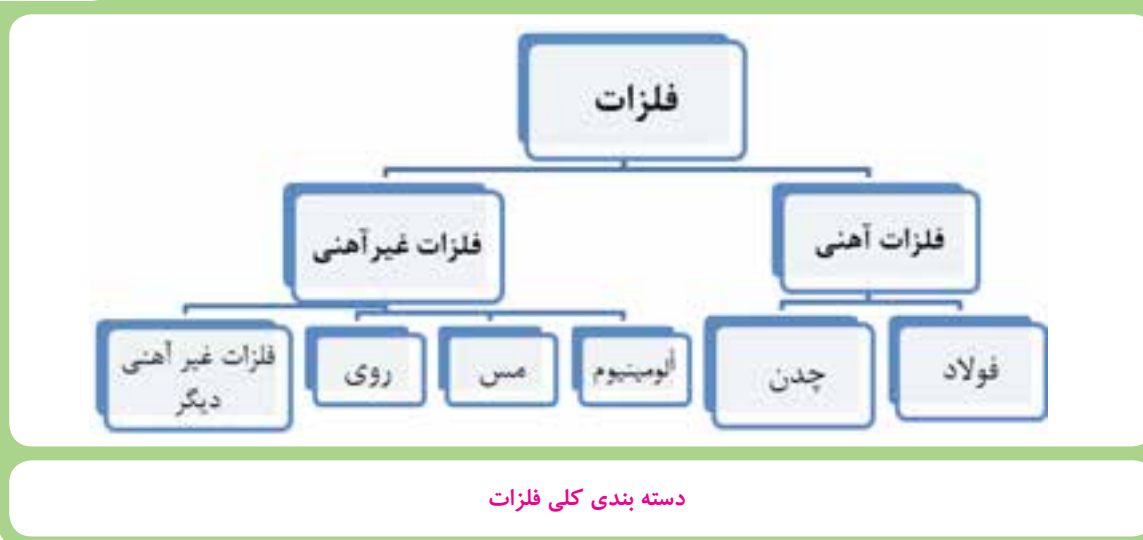 فلزات
فلزات آهنی
فلزات غیرآهنی
فولاد
چدن
آلومینیوم
مس
روی
فلزات غیر آهنی
دیگر
دسته بندی کلی فلزات